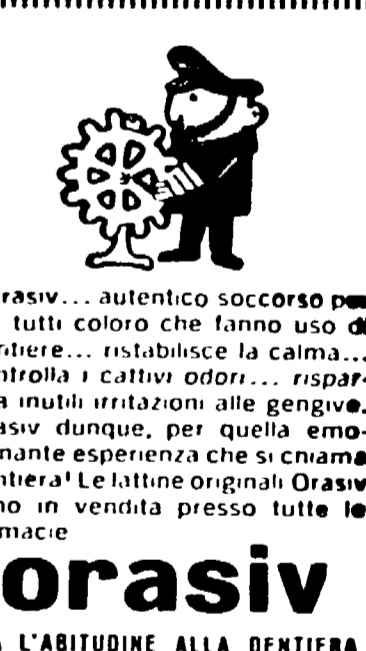 rasiv... autentico soccorso per
tutti coloro che fanno uso di
ntiere... ristabilisce la calma...
ntrolla i cattivi odori... rispar-
a inutili irritazioni alle gengive.
asiv dunque, per quella emo-
nante esperienza che si chiama
ntiera! Le lattine originali Orasiv
no in vendita presso tutte le
macie
orasiv
L'ABITUDINE ALLA DENTIERA